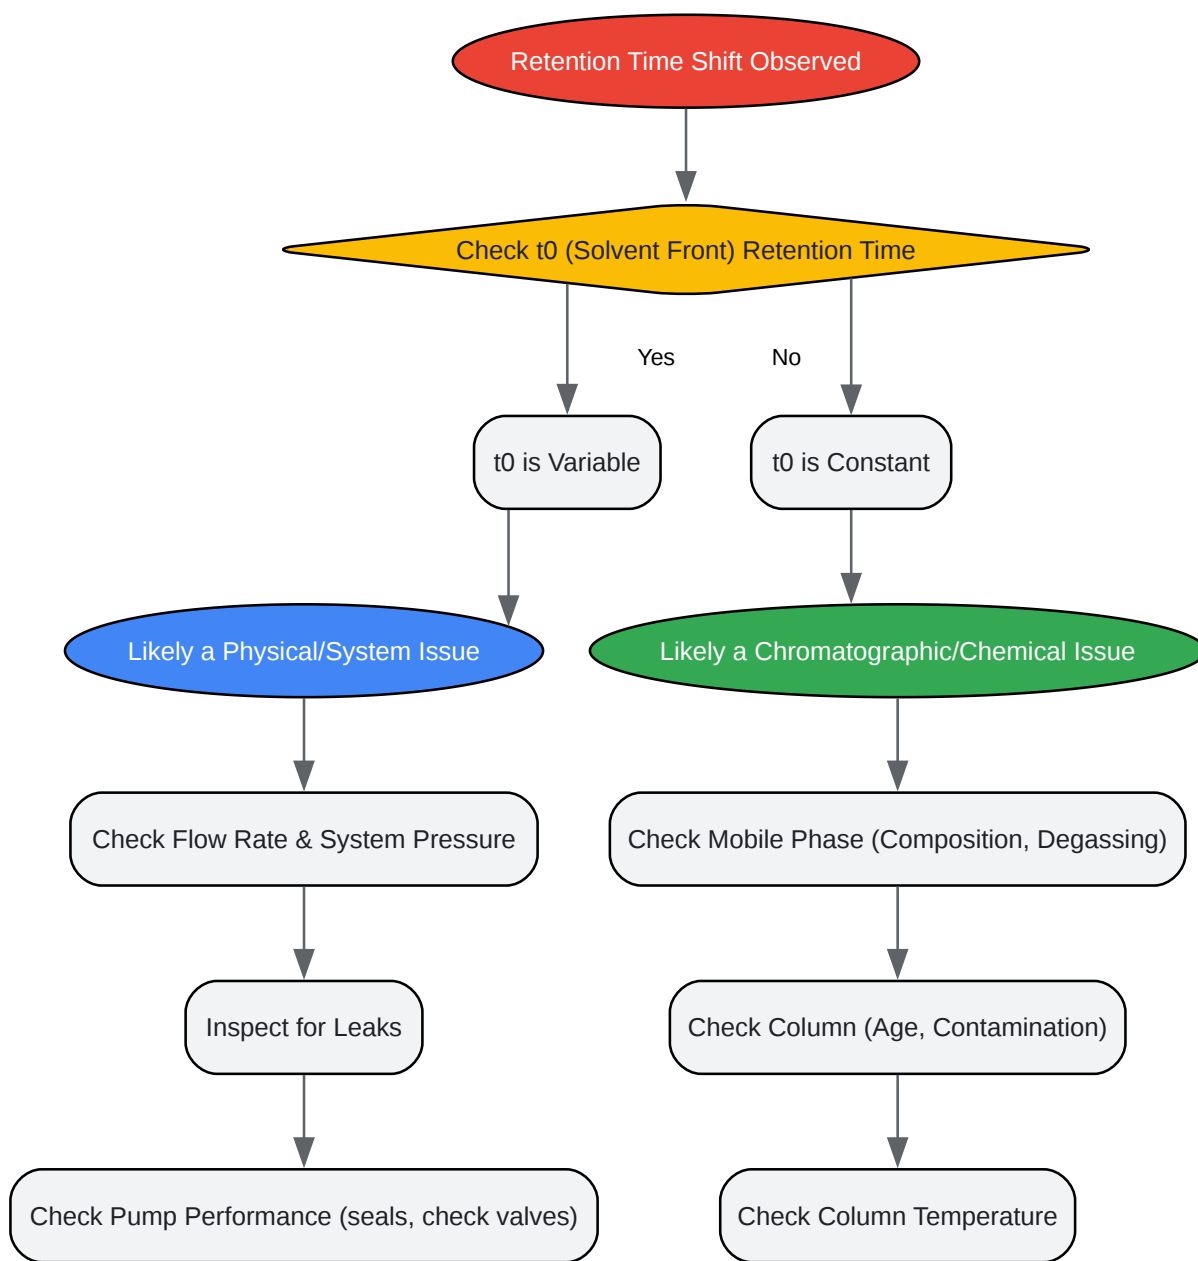 Retention Time Shift Observed
Check t0 (Solvent Front) Retention Time
Yes
No
t0 is Variable
t0 is Constant
Likely a Physical/System Issue
Likely a Chromatographic/Chemical Issue
Check Flow Rate & System Pressure
Check Mobile Phase (Composition, Degassing)
Inspect for Leaks
Check Column (Age, Contamination)
Check Pump Performance (seals, check valves)
Check Column Temperature